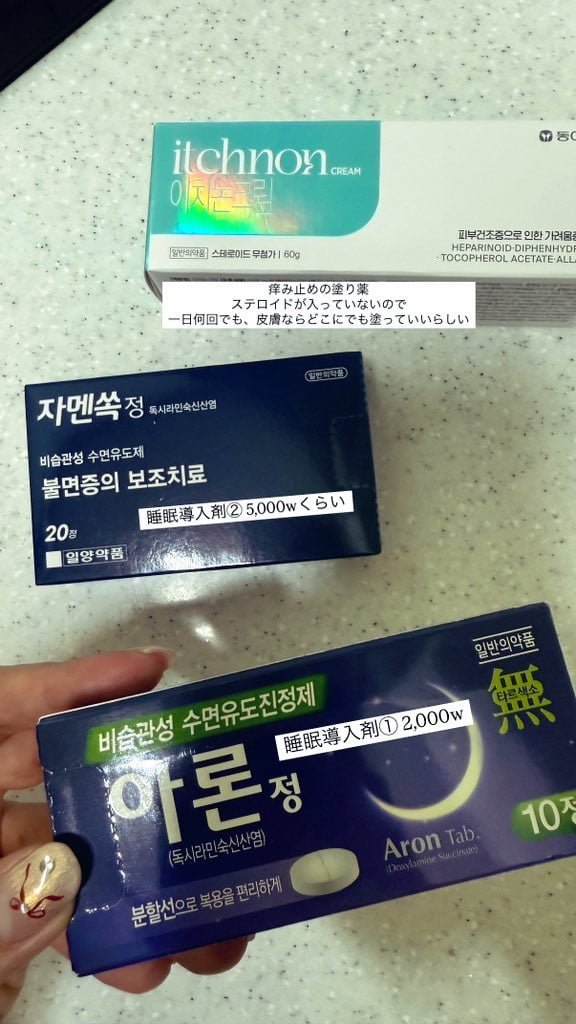 itchnon CREAM
이치논크림
동아
일반의약품 스테로이드 무첨가 | 60g
피부건조증으로 인한 가려움증
HEPARINOID·DIPHENHYD
·TOCOPHEROL ACETATE·ALLA
痒み止めの塗り薬
ステロイドが入っていないので
一日何回でも、皮膚ならどこにでも塗っていいらしい
일반의약품
자멘쏙정 독시라민숙신산염
비습관성 수면유도제
불면증의 보조치료
睡眠導入剤② 5,000wくらい
20정
일양약품
일반의약품
無
타르색소
비습관성 수면유도진정제
睡眠導入剤① 2,000w
아론정
(독시라민숙신산염)
10정
Aron Tab.
(Doxylamine Succinate)
분할선으로 복용을 편리하게